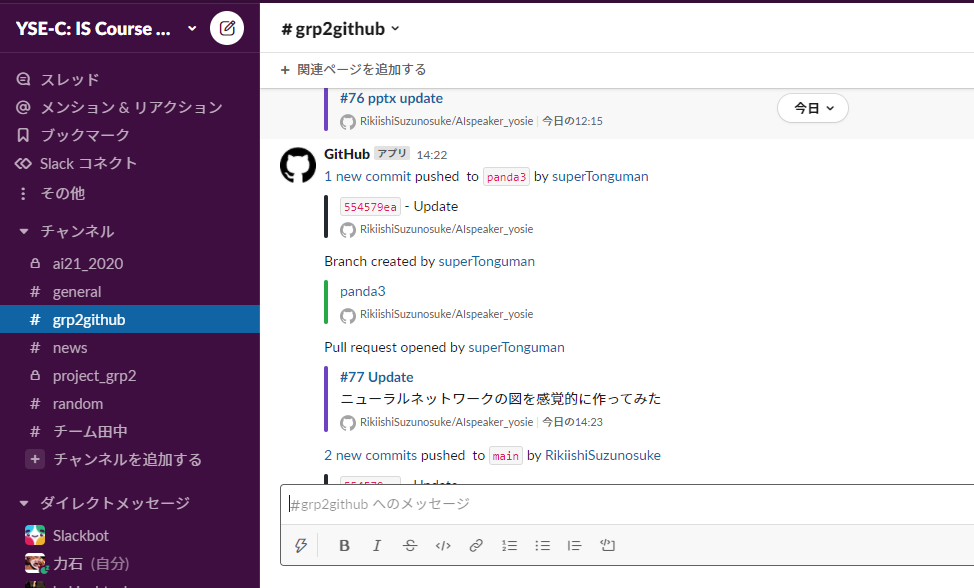 YSE-C: IS Course ...
スレッド
メンション & リアクション
ブックマーク
Slack コネクト
その他
チャンネル
ai21_2020
# general
# grp2github
# news
project_grp2
# random
# チーム田中
+ チャンネルを追加する
ダイレクトメッセージ
Slackbot
力石 (自分)
# grp2github
+ 関連ページを追加する
#76 pptx update
RikiishiSuzunosuke/AIspeaker_yosie | 今日の12:15
今日
GitHub アプリ 14:22
1 new commit pushed to panda3 by superTonguman
554579ea - Update
RikiishiSuzunosuke/AIspeaker_yosie
Branch created by superTonguman
panda3
RikiishiSuzunosuke/AIspeaker_yosie
Pull request opened by superTonguman
#77 Update
ニューラルネットワークの図を感覚的に作ってみた
RikiishiSuzunosuke/AIspeaker_yosie | 今日の14:23
2 new commits pushed to main by RikiishiSuzunosuke
554579ea - Update
#grp2github へのメッセージ
B I S </>